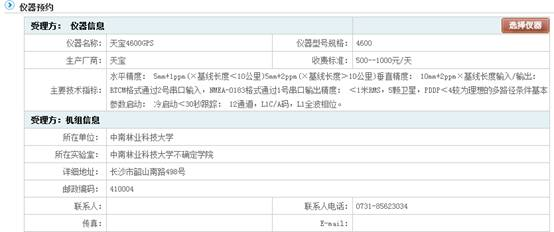 仪器预约
受理方： 仪器信息
选择仪器
仪器名称： 天宝4600GPS 仪器型号规格： 4600
生产厂商： 天宝 收费标准： 500--1000元/天
主要技术指标： 水平精度： 5mm+1ppm(×基线长度＜10公里)5mm+2ppm(×基线长度＞10公里)垂直精度： 10mm+2ppm×基线长度输入/输出：
RTCM格式通过2号串口输入，NMEA-0183格式通过1号串口输出精度： ＜1米RMS，5颗卫星，PDDP＜4较为理想的多路径条件基本
参数启动： 冷启动＜30秒跟踪： 12通道，L1C/A码，L1全波相位。
受理方：机组信息
所在单位： 中南林业科技大学
所在实验室： 中南林业科技大学不确定学院
详细地址： 长沙市韶山南路498号
邮政编码： 410004
联系人： 联系人电话： 0731-85623034
传真： E-mail：